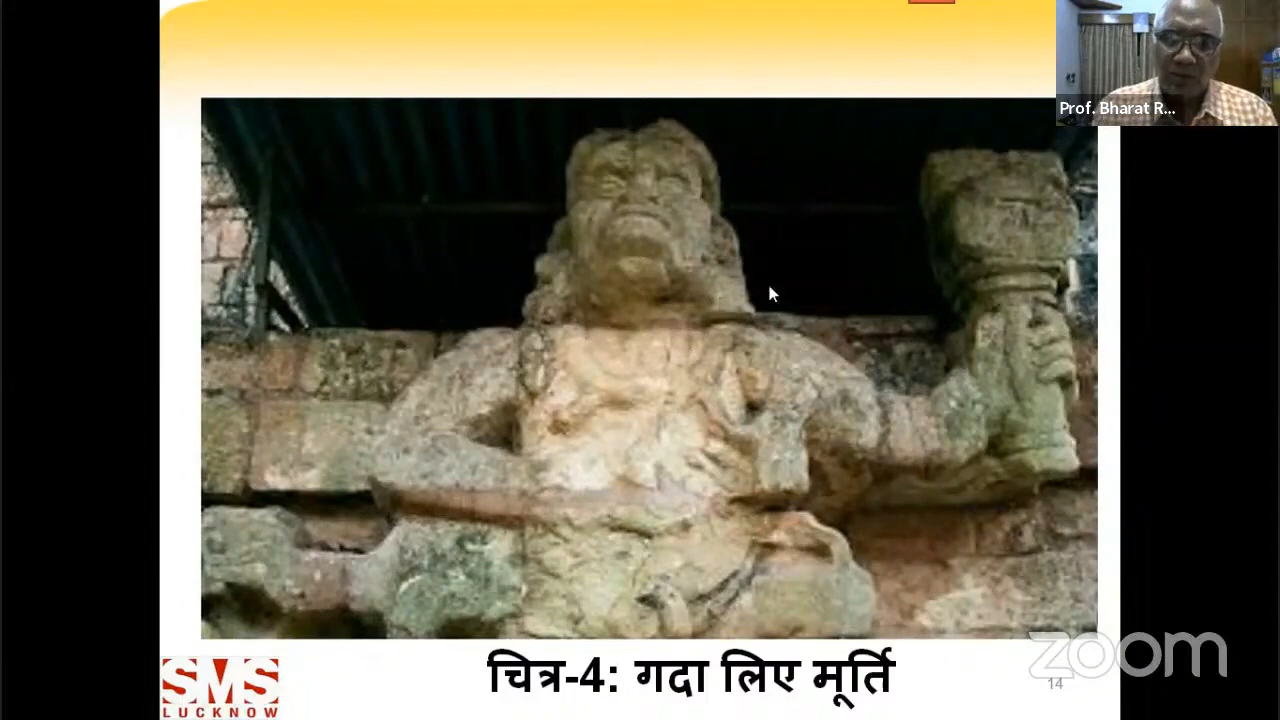 Prof. Bharat R...
चित्र-4: गदा लिए मूर्ति
zoom
14
SMS
LUCKNOW